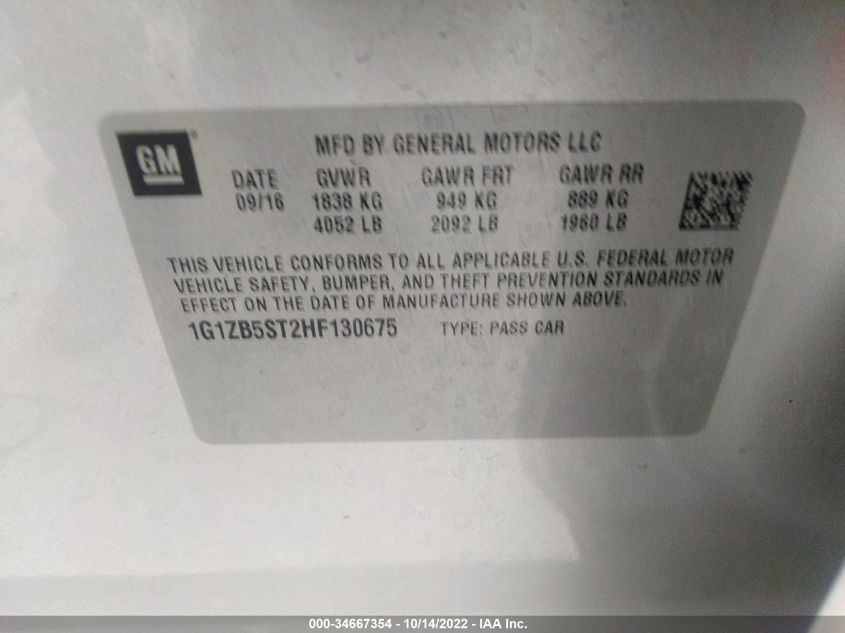 GM®
MFD BY GENERAL MOTORS LLC
DATE GVWR GAWR FRT GAWR RR
09/16 1838 KG 949 KG 889 KG
4052 LB 2092 LB 1960 LB
THIS VEHICLE CONFORMS TO ALL APPLICABLE U.S. FEDERAL MOTOR
VEHICLE SAFETY, BUMPER, AND THEFT PREVENTION STANDARDS IN
EFFECT ON THE DATE OF MANUFACTURE SHOWN ABOVE.
1G1ZB5ST2HF130675 TYPE: PASS CAR
000-34667354 - 10/14/2022 - IAA Inc.